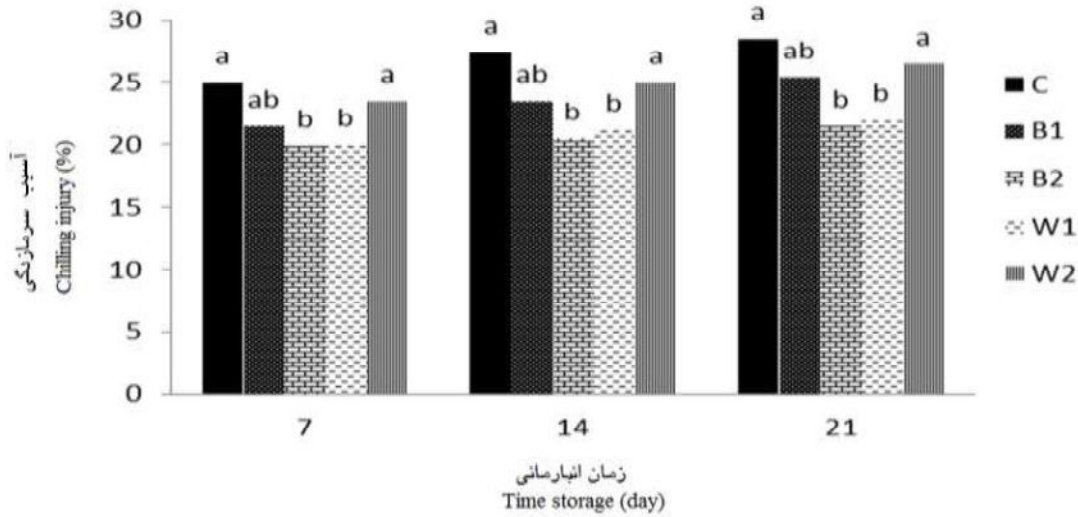 30
25
20
15
10
5
0
آسیب سرمازدگی
Chilling injury (%)
a
ab
b
b
a
a
ab
b
b
a
a
ab
b
b
a
7
14
21
زمان انبارمانی
Time storage (day)
C
B1
B2
W1
W2